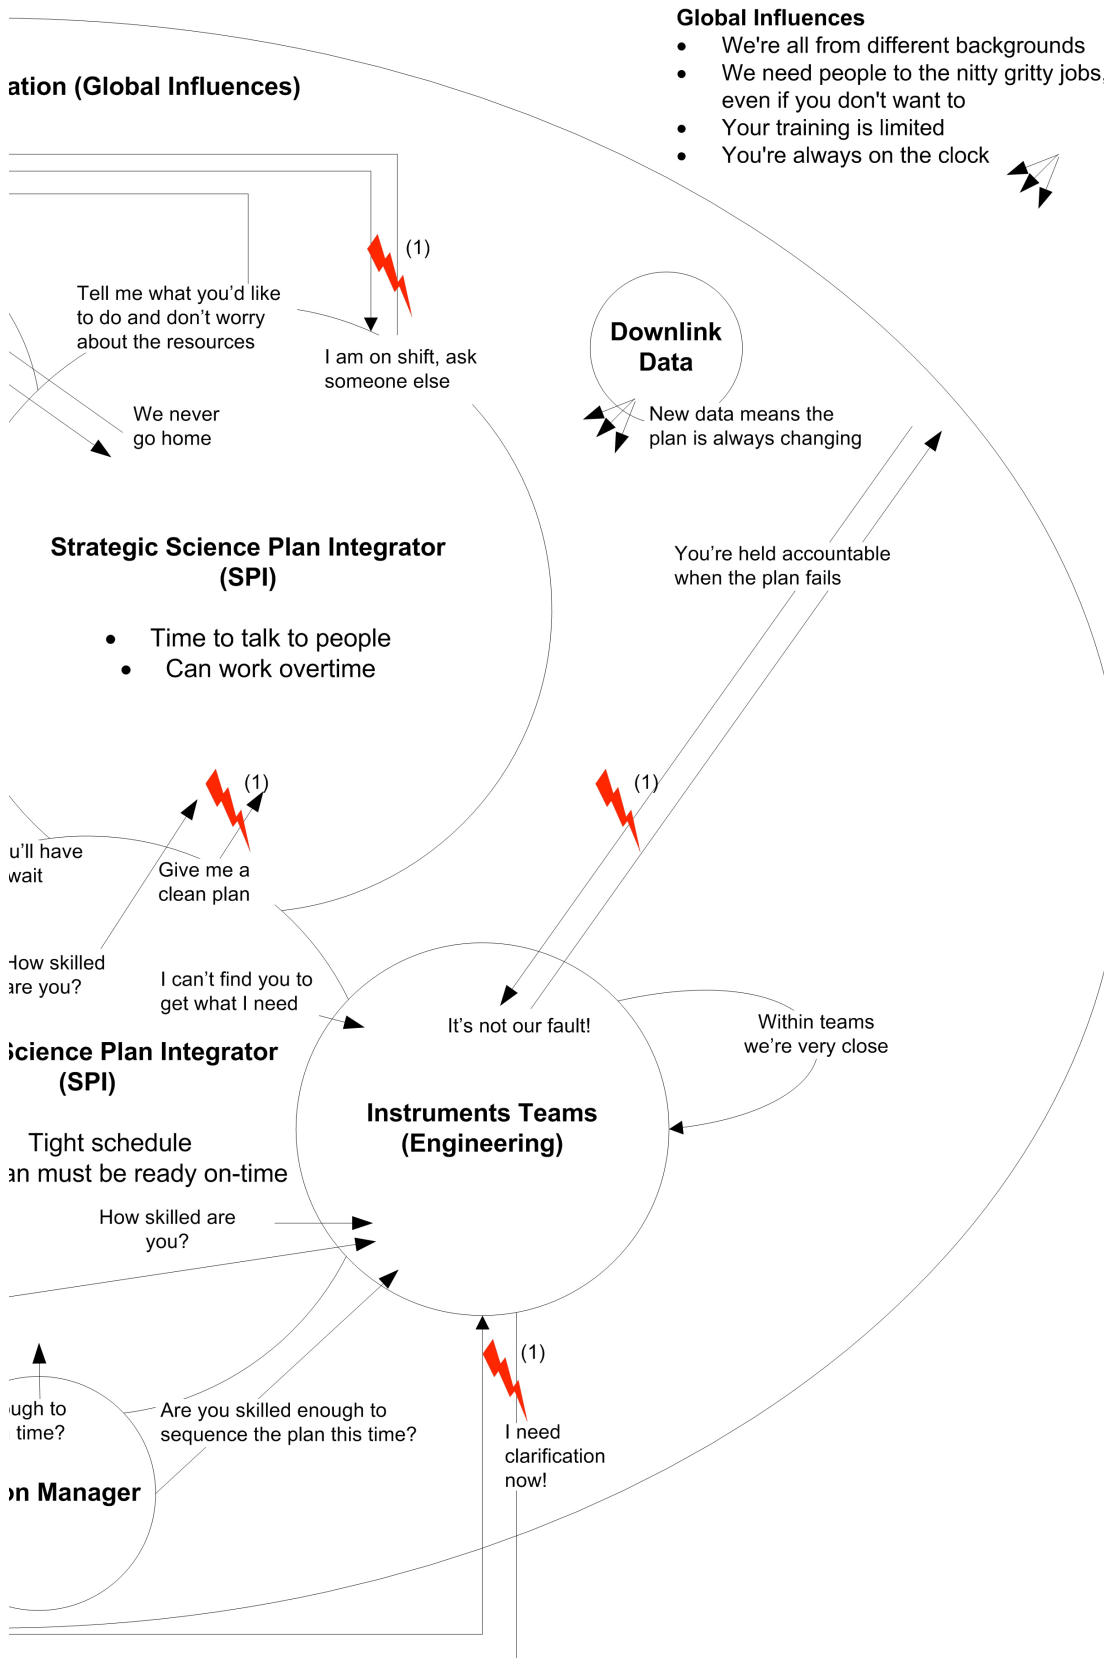 Global Influences
• We're all from different backgrounds
• We need people to the nitty gritty jobs,
even if you don't want to
• Your training is limited
• You're always on the clock
ation (Global Influences)
(1)
Tell me what you'd like
to do and don't worry
about the resources
I am on shift, ask
someone else
We never
go home
Downlink
Data
New data means the
plan is always changing
You're held accountable
when the plan fails
Strategic Science Plan Integrator
(SPI)
• Time to talk to people
• Can work overtime
(1)
(1)
u'll have
wait
Give me a
clean plan
How skilled
are you?
I can't find you to
get what I need
It's not our fault!
Within teams
we're very close
Science Plan Integrator
(SPI)
Instruments Teams
(Engineering)
Tight schedule
an must be ready on-time
How skilled are
you?
(1)
ugh to
time?
Are you skilled enough to
sequence the plan this time?
I need
clarification
now!
on Manager